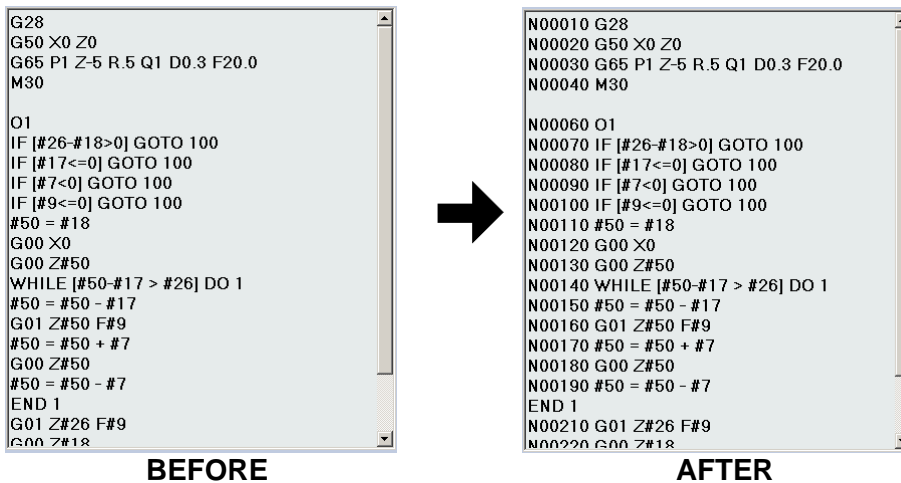 G28
G50 X0 Z0
G65 P1 Z-5 R.5 Q1 D0.3 F20.0
M30
O1
IF [#26-#18>0] GOTO 100
IF [#17<=0] GOTO 100
IF [#7<0] GOTO 100
IF [#9<=0] GOTO 100
#50 = #18
G00 X0
G00 Z#50
WHILE [#50-#17 > #26] DO 1
#50 = #50 - #17
G01 Z#50 F#9
#50 = #50 + #7
G00 Z#50
#50 = #50 - #7
END 1
G01 Z#26 F#9
G00 Z#18
BEFORE
N00010 G28
N00020 G50 X0 Z0
N00030 G65 P1 Z-5 R.5 Q1 D0.3 F20.0
N00040 M30
N00060 O1
N00070 IF [#26-#18>0] GOTO 100
N00080 IF [#17<=0] GOTO 100
N00090 IF [#7<0] GOTO 100
N00100 IF [#9<=0] GOTO 100
N00110 #50 = #18
N00120 G00 X0
N00130 G00 Z#50
N00140 WHILE [#50-#17 > #26] DO 1
N00150 #50 = #50 - #17
N00160 G01 Z#50 F#9
N00170 #50 = #50 + #7
N00180 G00 Z#50
N00190 #50 = #50 - #7
END 1
N00210 G01 Z#26 F#9
N00220 G00 Z#18
AFTER